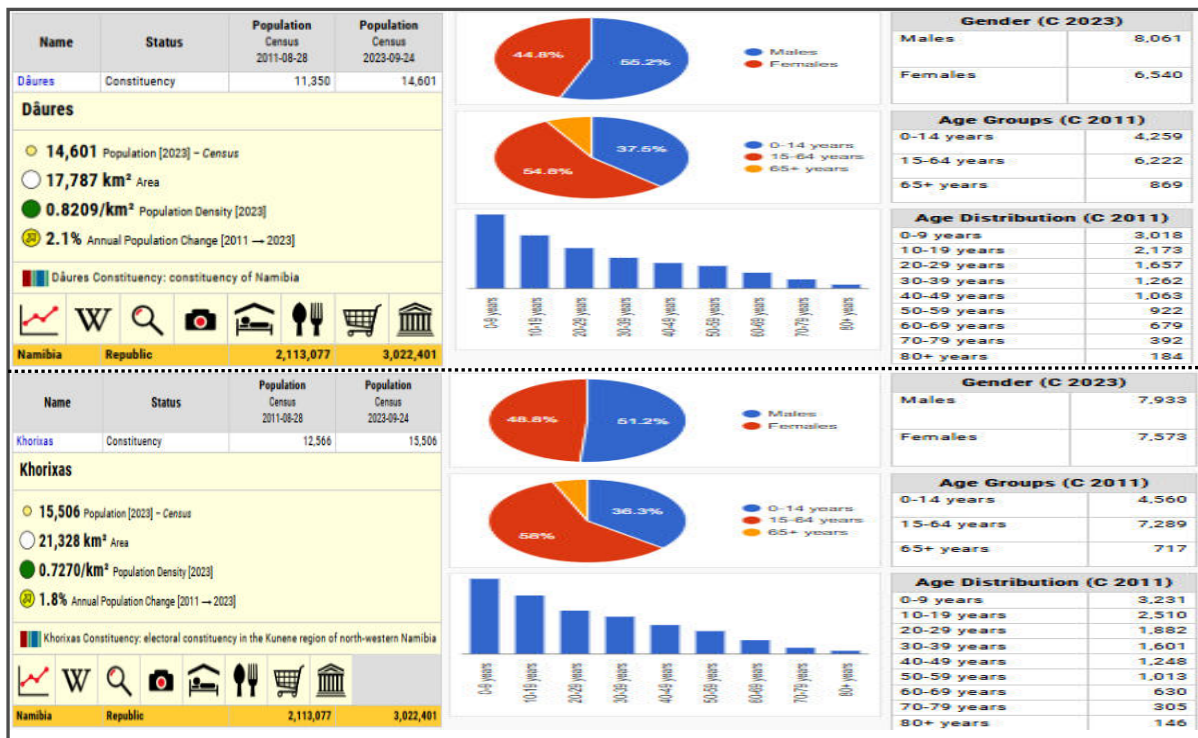 Name Status Population Census 2011-08-28 Population Census 2023-09-24
Dâures Constituency 11,350 14,601
Dâures
14,601 Population [2023] – Census
17,787 km² Area
0.8209/km² Population Density [2023]
2.1% Annual Population Change [2011 → 2023]
Dâures Constituency: constituency of Namibia
W
Namibia Republic 2,113,077 3,022,401
44.8% 55.2%
Males
Females
37.5% 54.8%
0-14 years
15-64 years
65+ years
0-9 years 10-19 years 20-29 years 30-39 years 40-49 years 50-59 years 60-69 years 70-79 years 80+ years
Gender (C 2023)
Males 8,061
Females 6,540
Age Groups (C 2011)
0-14 years 4,259
15-64 years 6,222
65+ years 869
Age Distribution (C 2011)
0-9 years 3,018
10-19 years 2,173
20-29 years 1,657
30-39 years 1,262
40-49 years 1,063
50-59 years 922
60-69 years 679
70-79 years 392
80+ years 184
Name Status Population Census 2011-08-28 Population Census 2023-09-24
Khorixas Constituency 12,566 15,506
Khorixas
15,506 Population [2023] – Census
21,328 km² Area
0.7270/km² Population Density [2023]
1.8% Annual Population Change [2011 → 2023]
Khorixas Constituency: electoral constituency in the Kunene region of north-western Namibia
W
Namibia Republic 2,113,077 3,022,401
48.8% 51.2%
Males
Females
36.3% 58%
0-14 years
15-64 years
65+ years
0-9 years 10-19 years 20-29 years 30-39 years 40-49 years 50-59 years 60-69 years 70-79 years 80+ years
Gender (C 2023)
Males 7,933
Females 7,573
Age Groups (C 2011)
0-14 years 4,560
15-64 years 7,289
65+ years 717
Age Distribution (C 2011)
0-9 years 3,231
10-19 years 2,510
20-29 years 1,882
30-39 years 1,601
40-49 years 1,248
50-59 years 1,013
60-69 years 630
70-79 years 305
80+ years 146